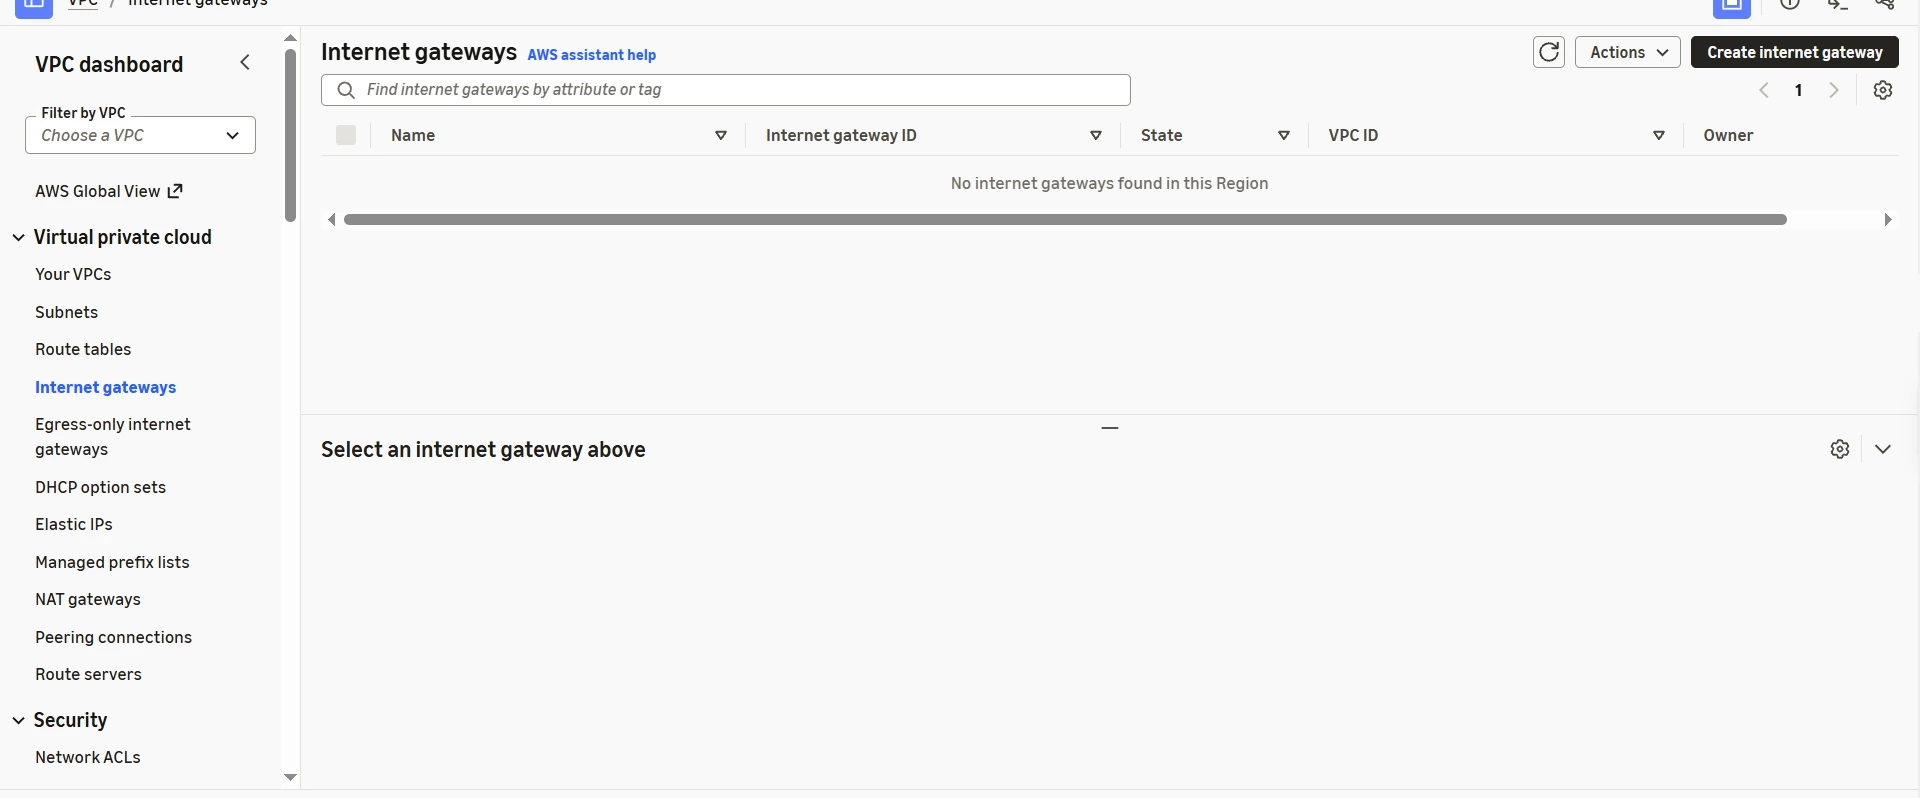 VPC / Internet gateways
VPC dashboard
Filter by VPC
Choose a VPC
AWS Global View
Virtual private cloud
Your VPCs
Subnets
Route tables
Internet gateways
Egress-only internet
gateways
DHCP option sets
Elastic IPs
Managed prefix lists
NAT gateways
Peering connections
Route servers
Security
Network ACLs
Internet gateways AWS assistant help
Actions
Create internet gateway
Find internet gateways by attribute or tag
1
Name Internet gateway ID State VPC ID Owner
No internet gateways found in this Region
Select an internet gateway above